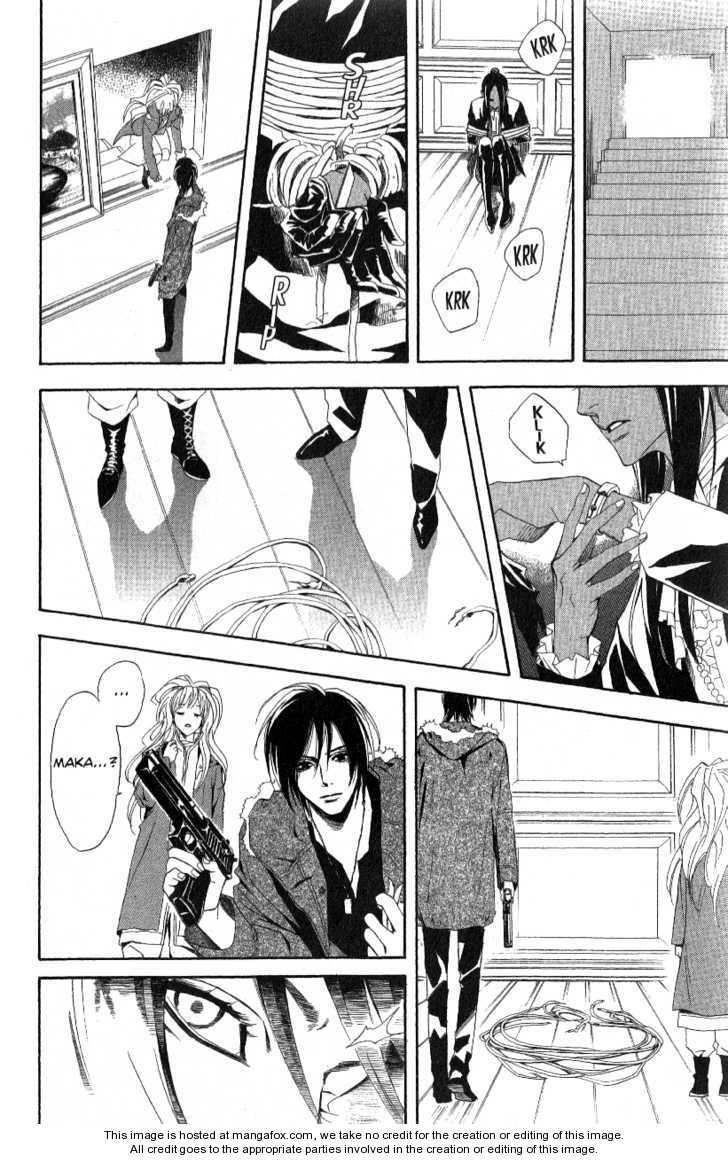 KRK
KRK
KRK
SHR
RIP
KLIK
...
MAKA...?
This image is hosted at mangafox.com, we take no credit for the creation or editing of this image.
All credit goes to the appropriate parties involved in the creation or editing of this image.